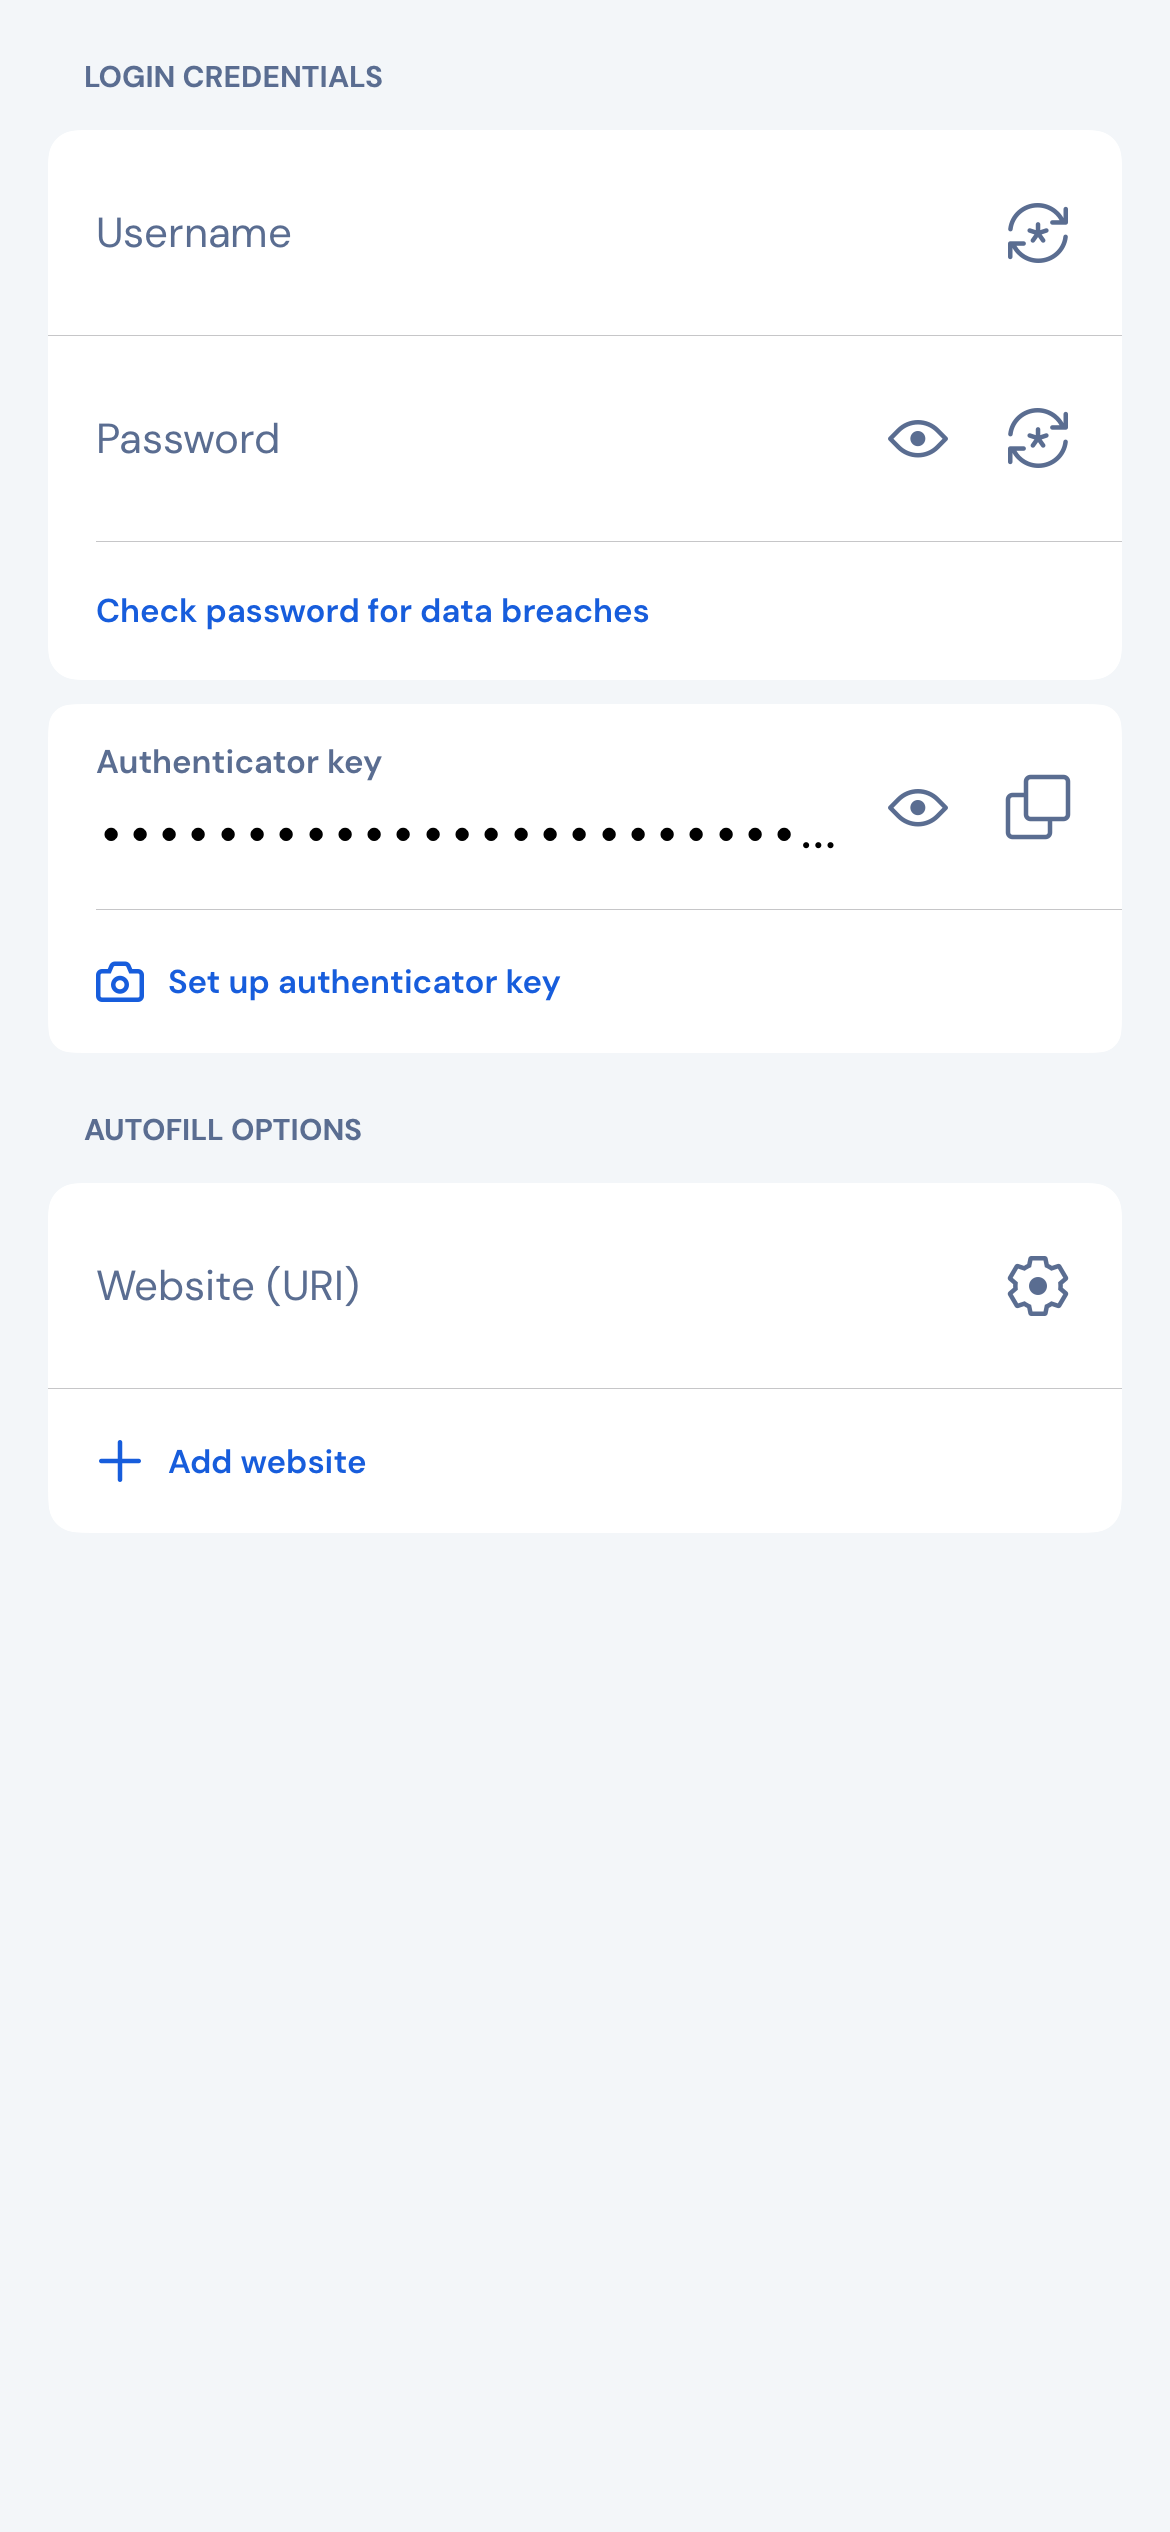 LOGIN CREDENTIALS
Username
Password
Check password for data breaches
Authenticator key
••••••••••••••••••••••••...
Set up authenticator key
AUTOFILL OPTIONS
Website (URI)
Add website